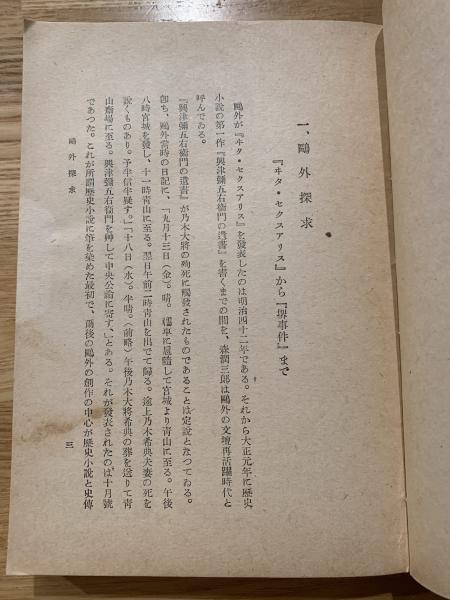 一、鷗外探求
『ヰタ・セクスアリス』から『堺事件』まで
鷗外が『ヰタ・セクスアリス』を發表したのは明治四十二年である。それから大正元年に歷史
小說の第一作『興津彌五右衞門の遺書』を書くまでの間を、森潤三郎は鷗外の文壇再活躍時代と
呼んでゐる。
『興津彌五右衞門の遺書』が乃木大將の殉死に觸發されたものであることは定說となつてゐる。
卽ち、鷗外當時の日記に、「九月十三日（金）。晴。轜車に扈隨して宮城より靑山に至る。午後
八時宮城を發し、十一時靑山に至る。翌日午前二時靑山を出でて歸る。途上乃木希典夫妻の死を
說くものあり。予半信半疑す。」「十八日（水）。半晴。（前略）午後乃木大將希典の葬を送りて靑
山齋場に至る。興津彌五右衞門を艸して中央公論に寄す。」とある。それが發表されたのは十月號
であつた。これが所謂歷史小說に筆を染めた最初で、爾後の鷗外の創作の中心が歷史小說と史傳
鷗外探求
三